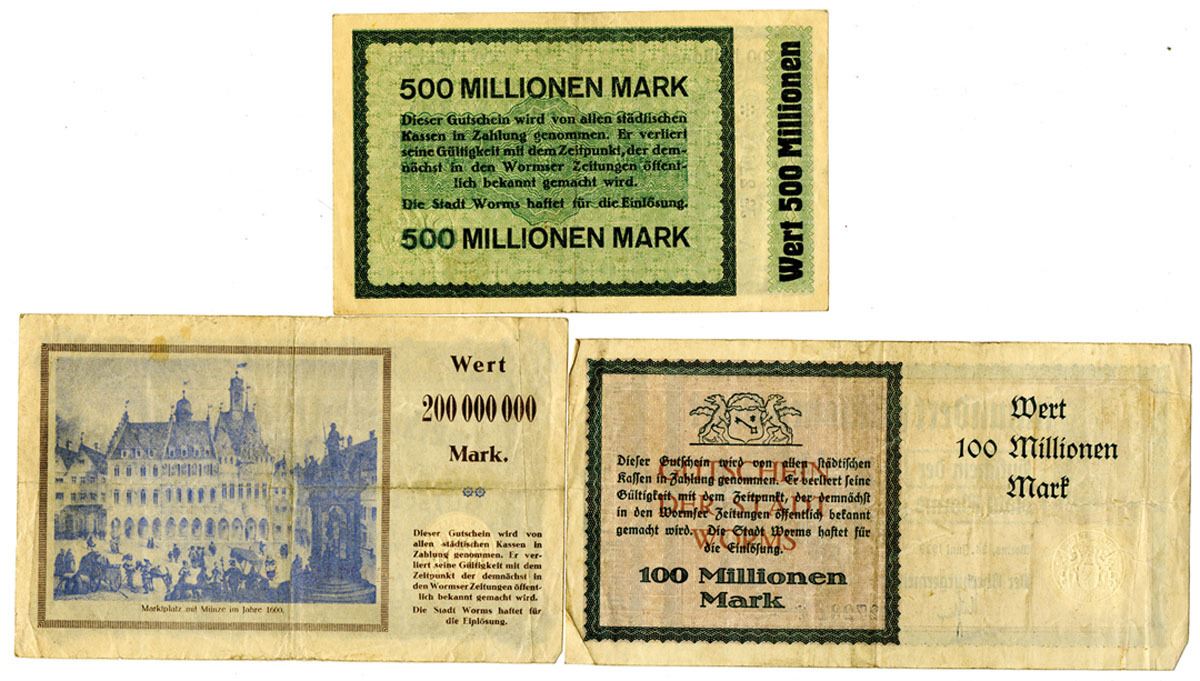 500 MILLIONEN MARK
Dieser Gutschein wird von allen städtischen
Kassen in Zahlung genommen. Er verliert
seine Gültigkeit mit dem Zeitpunkt, der dem-
nächst in den Wormser Zeitungen öffent-
lich bekannt gemacht wird.
Die Stadt Worms haftet für die Einlösung.
500 MILLIONEN MARK
Wert 500 Millionen
Marktplatz mit Münze im Jahre 1600.
Wert
200 000 000
Mark.
Dieser Gutschein wird von
allen städtischen Kassen in
Zahlung genommen. Er ver-
liert seine Gültigkeit mit dem
Zeitpunkt der demnächst in
den Wormser Zeitungen öffent-
lich bekannt gemacht wird.
Die Stadt Worms haftet für
die Einlösung.
Dieser Gutschein wird von allen städtischen
Kassen in Zahlung genommen. Er verliert seine
Gültigkeit mit dem Zeitpunkt, der demnächst
in den Wormser Zeitungen öffentlich bekannt
gemacht wird. Die Stadt Worms haftet für
die Einlösung.
GUTSCHEIN
DER STADT
WORMS
100 Millionen
Mark
Wert
100 Millionen
Mark